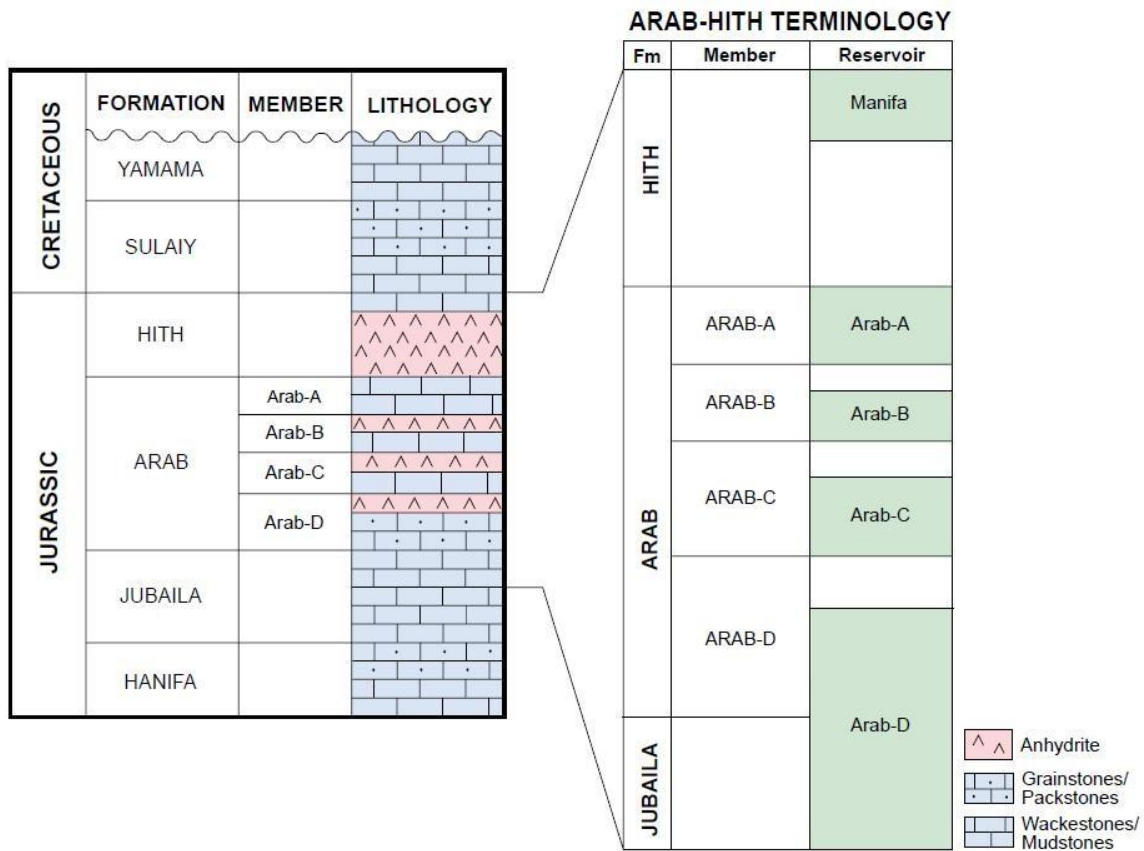 ARAB-HITH TERMINOLOGY
Fm Member Reservoir
FORMATION MEMBER LITHOLOGY
CRETACEOUS
YAMAMA
SULAIY
JURASSIC
HITH
ARAB
Arab-A
Arab-B
Arab-C
Arab-D
JUBAILA
HANIFA
HITH
Manifa
ARAB
ARAB-A Arab-A
ARAB-B Arab-B
ARAB-C Arab-C
ARAB-D
JUBAILA
Arab-D
Anhydrite
Grainstones/
Packstones
Wackestones/
Mudstones